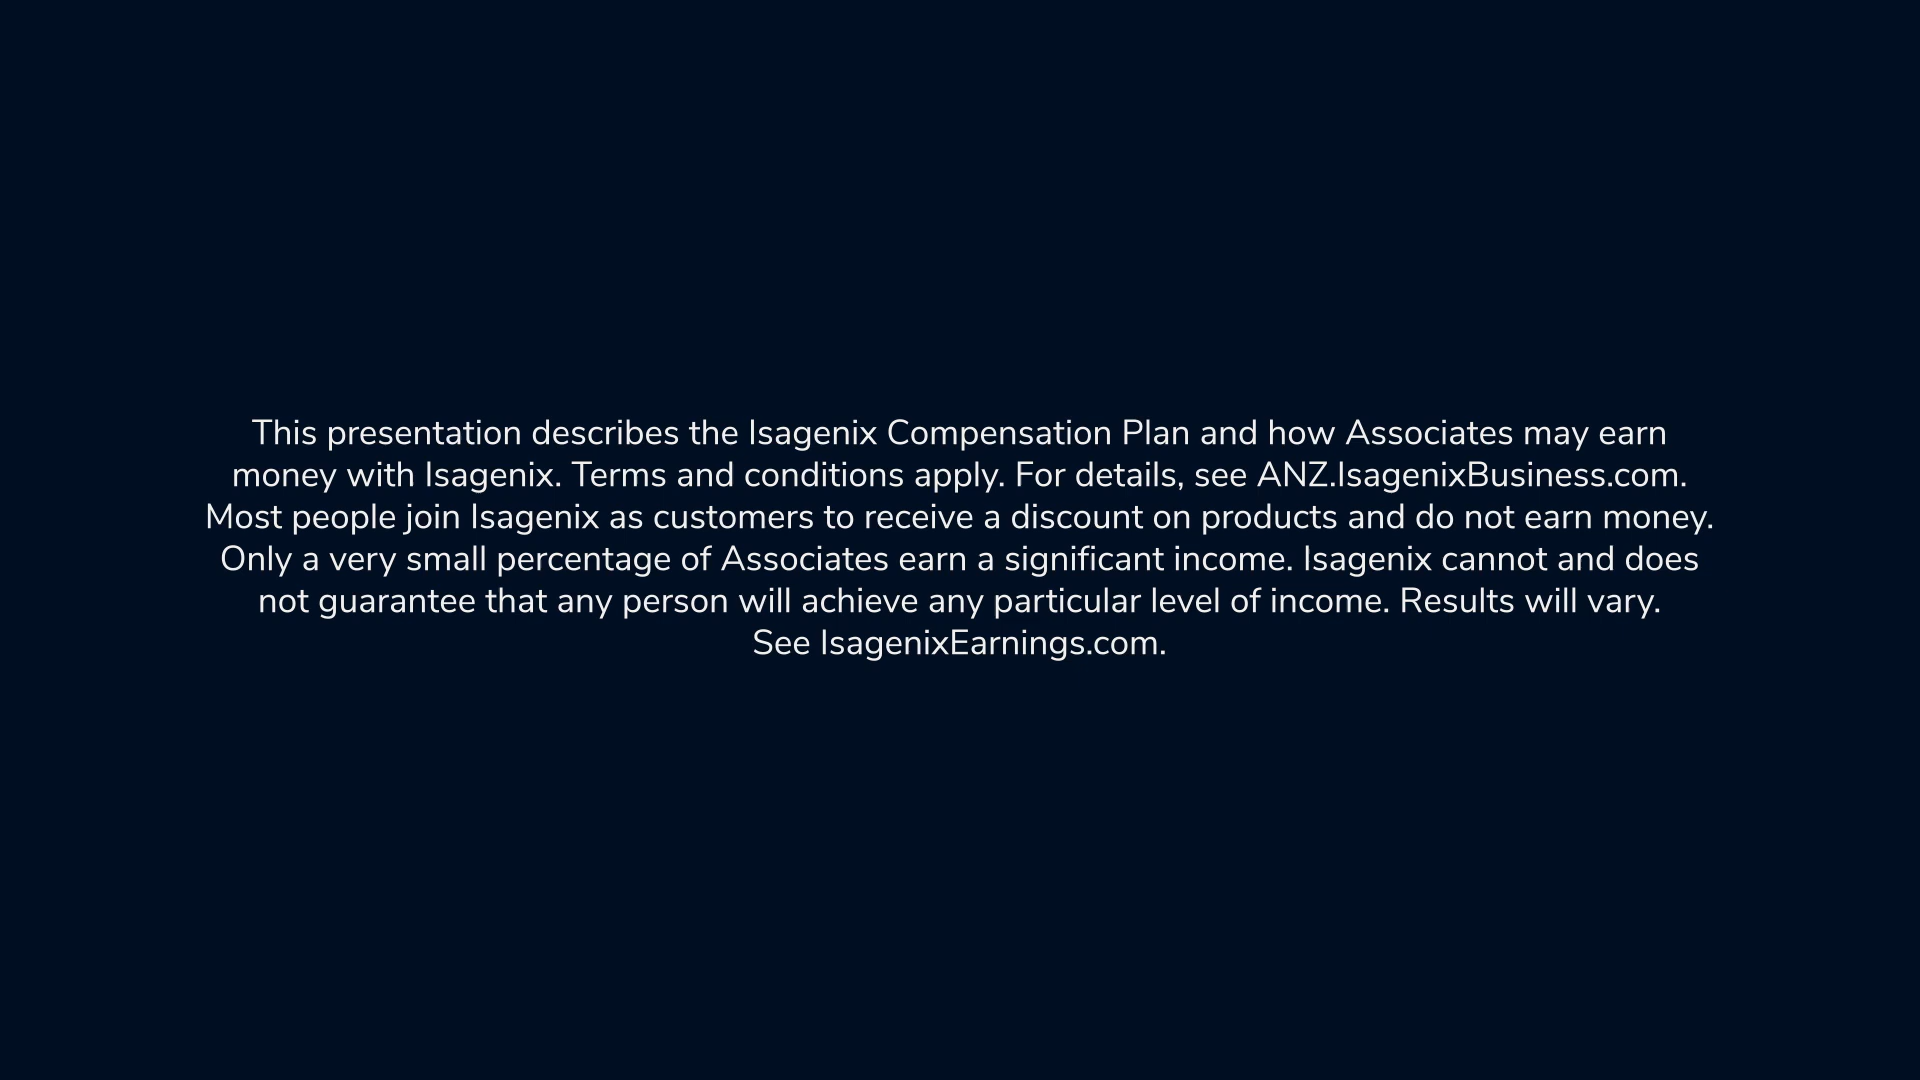 This presentation describes the Isagenix Compensation Plan and how Associates may earn
money with Isagenix. Terms and conditions apply. For details, see ANZ.IsagenixBusiness.com.
Most people join Isagenix as customers to receive a discount on products and do not earn money.
Only a very small percentage of Associates earn a significant income. Isagenix cannot and does
not guarantee that any person will achieve any particular level of income. Results will vary.
See IsagenixEarnings.com.